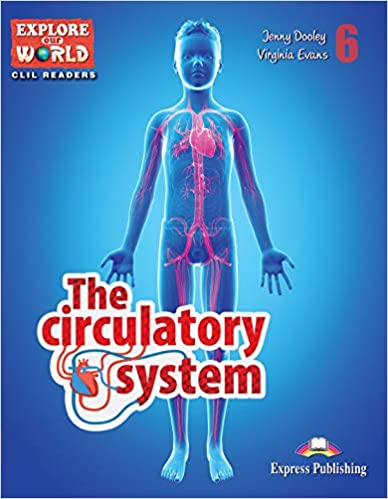 EXPLORE
our
WORLD
CLIL READERS
Jenny Dooley
Virginia Evans
6
The
circulatory
system
Express Publishing